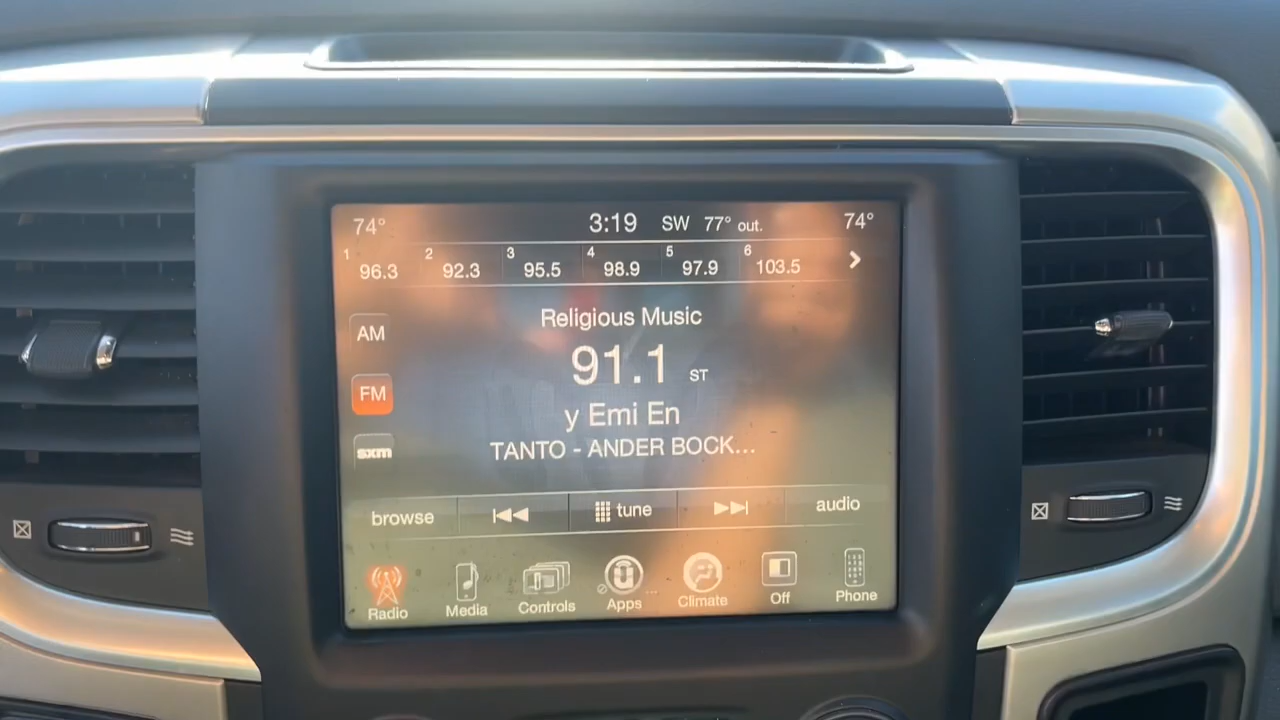 74° 3:19 SW 77° out. 74°
1 96.3 2 92.3 3 95.5 4 98.9 5 97.9 6 103.5
Religious Music
AM
91.1 ST
FM
y Emi En
sxm
TANTO - ANDER BOCK...
browse tune audio
Radio Media Controls Apps Climate Off Phone